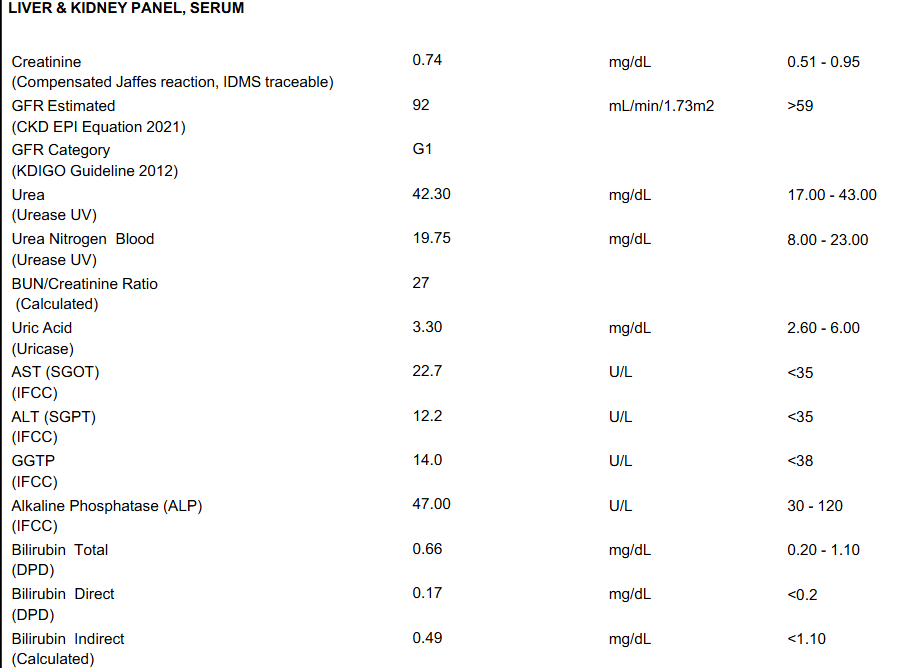 LIVER & KIDNEY PANEL, SERUM
Creatinine 0.74 mg/dL 0.51 - 0.95
(Compensated Jaffes reaction, IDMS traceable)
GFR Estimated 92 mL/min/1.73m2 >59
(CKD EPI Equation 2021)
GFR Category G1
(KDIGO Guideline 2012)
Urea 42.30 mg/dL 17.00 - 43.00
(Urease UV)
Urea Nitrogen Blood 19.75 mg/dL 8.00 - 23.00
(Urease UV)
BUN/Creatinine Ratio 27
(Calculated)
Uric Acid 3.30 mg/dL 2.60 - 6.00
(Uricase)
AST (SGOT) 22.7 U/L <35
(IFCC)
ALT (SGPT) 12.2 U/L <35
(IFCC)
GGTP 14.0 U/L <38
(IFCC)
Alkaline Phosphatase (ALP) 47.00 U/L 30 - 120
(IFCC)
Bilirubin Total 0.66 mg/dL 0.20 - 1.10
(DPD)
Bilirubin Direct 0.17 mg/dL <0.2
(DPD)
Bilirubin Indirect 0.49 mg/dL <1.10
(Calculated)